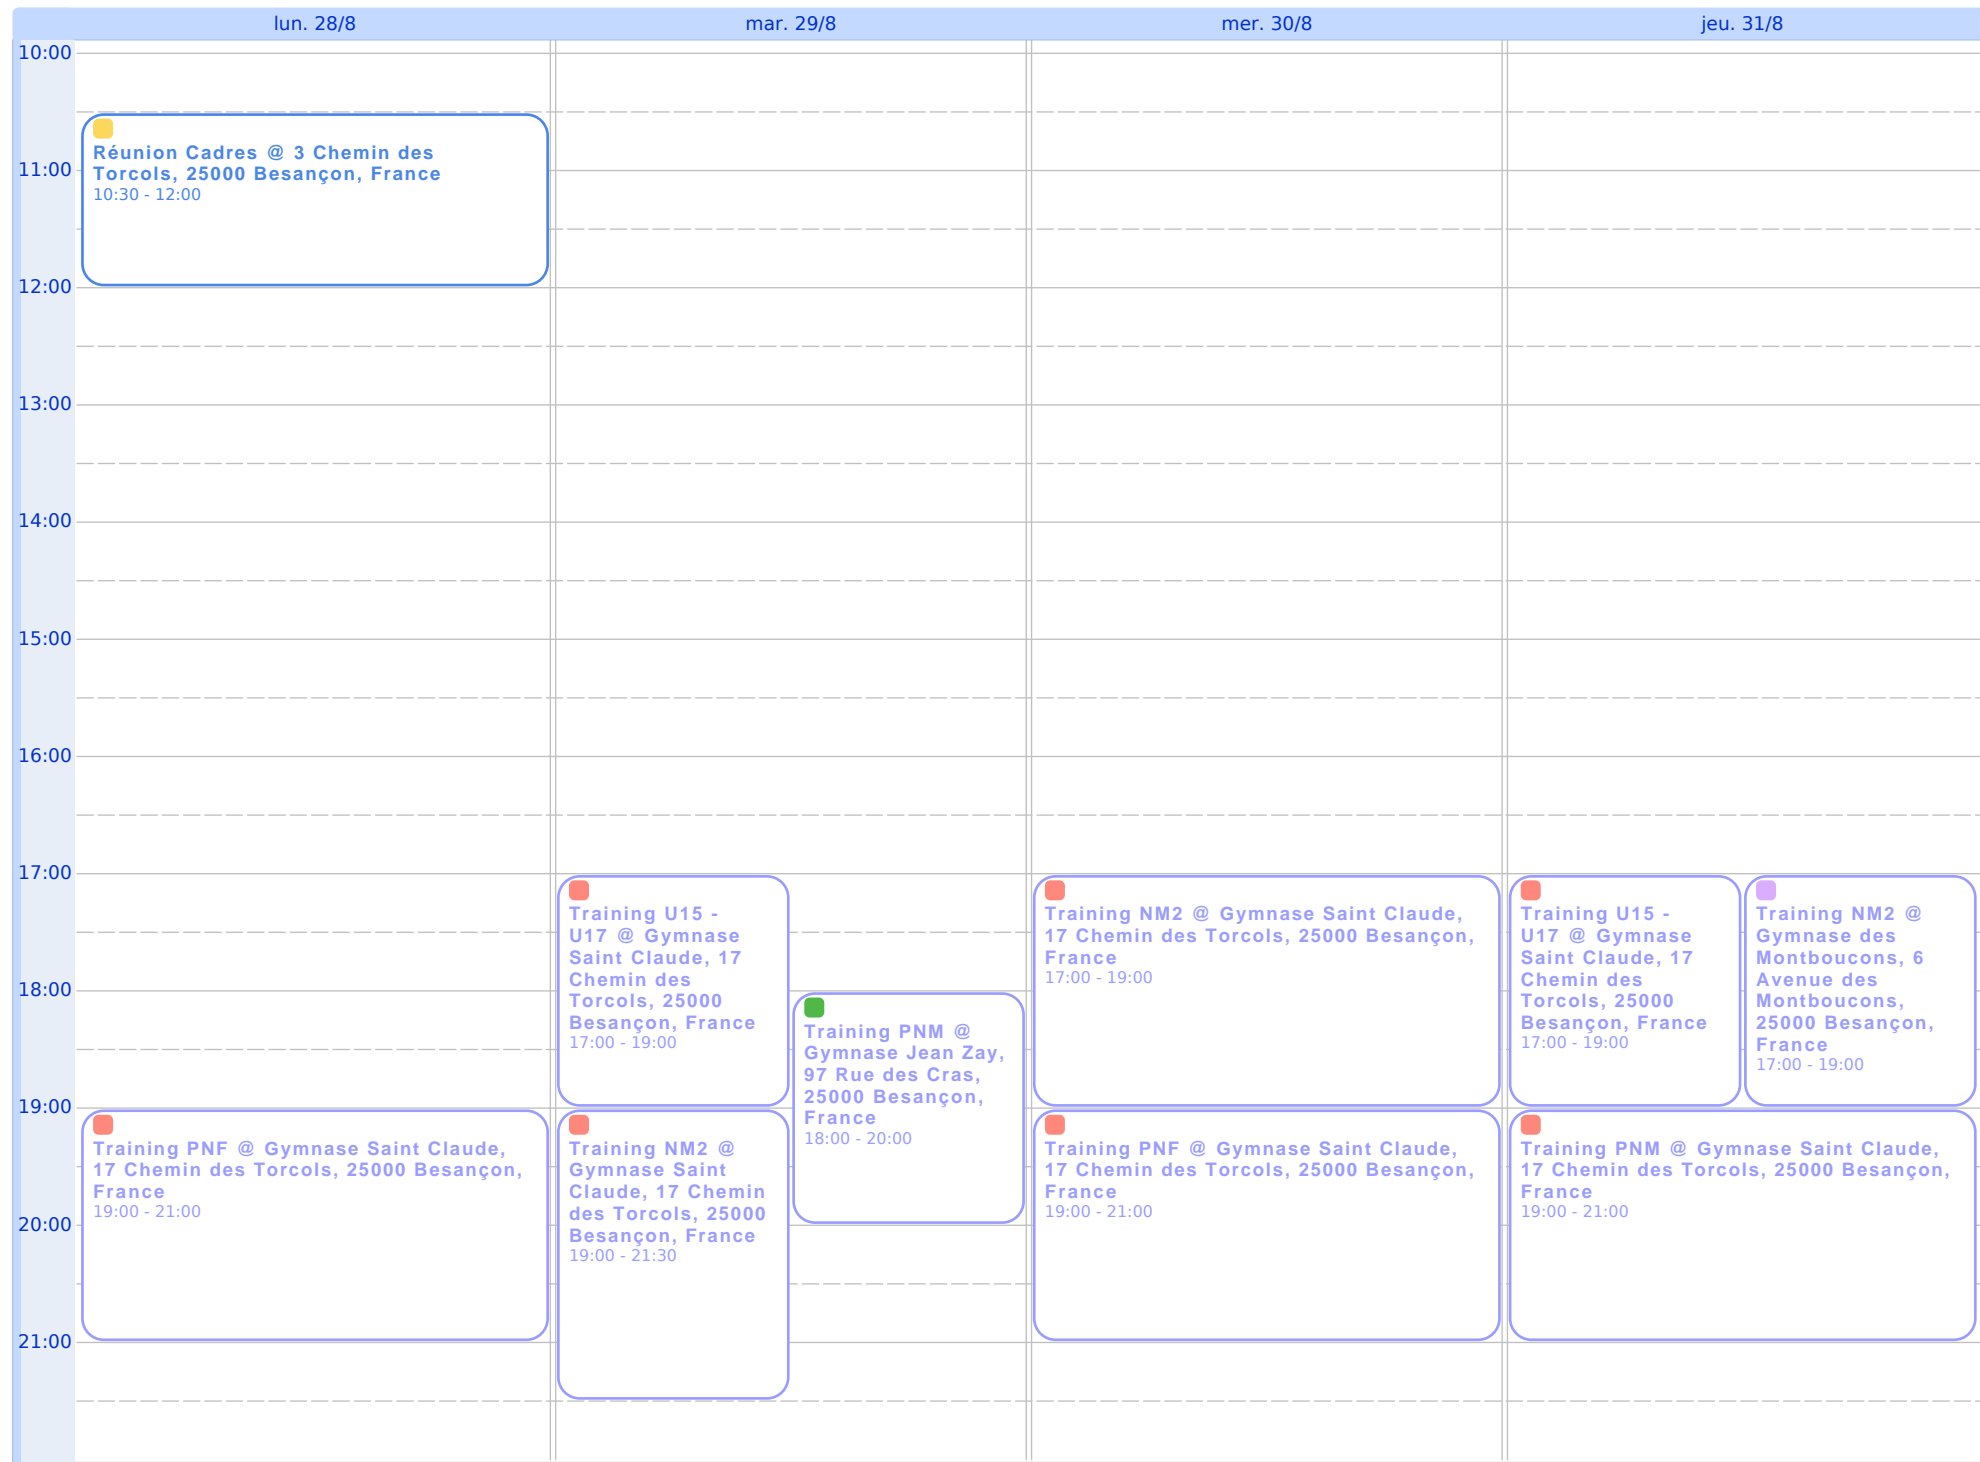 lun. 28/8
mar. 29/8
mer. 30/8
jeu. 31/8
10:00
11:00
12:00
13:00
14:00
15:00
16:00
17:00
18:00
19:00
20:00
21:00
Réunion Cadres @ 3 Chemin des
Torcols, 25000 Besançon, France
10:30 - 12:00
Training PNF @ Gymnase Saint Claude,
17 Chemin des Torcols, 25000 Besançon,
France
19:00 - 21:00
Training U15 -
U17 @ Gymnase
Saint Claude, 17
Chemin des
Torcols, 25000
Besançon, France
17:00 - 19:00
Training PNM @
Gymnase Jean Zay,
97 Rue des Cras,
25000 Besançon,
France
18:00 - 20:00
Training NM2 @
Gymnase Saint
Claude, 17 Chemin
des Torcols, 25000
Besançon, France
19:00 - 21:30
Training NM2 @ Gymnase Saint Claude,
17 Chemin des Torcols, 25000 Besançon,
France
17:00 - 19:00
Training PNF @ Gymnase Saint Claude,
17 Chemin des Torcols, 25000 Besançon,
France
19:00 - 21:00
Training U15 -
U17 @ Gymnase
Saint Claude, 17
Chemin des
Torcols, 25000
Besançon, France
17:00 - 19:00
Training NM2 @
Gymnase des
Montboucons, 6
Avenue des
Montboucons,
25000 Besançon,
France
17:00 - 19:00
Training PNM @ Gymnase Saint Claude,
17 Chemin des Torcols, 25000 Besançon,
France
19:00 - 21:00